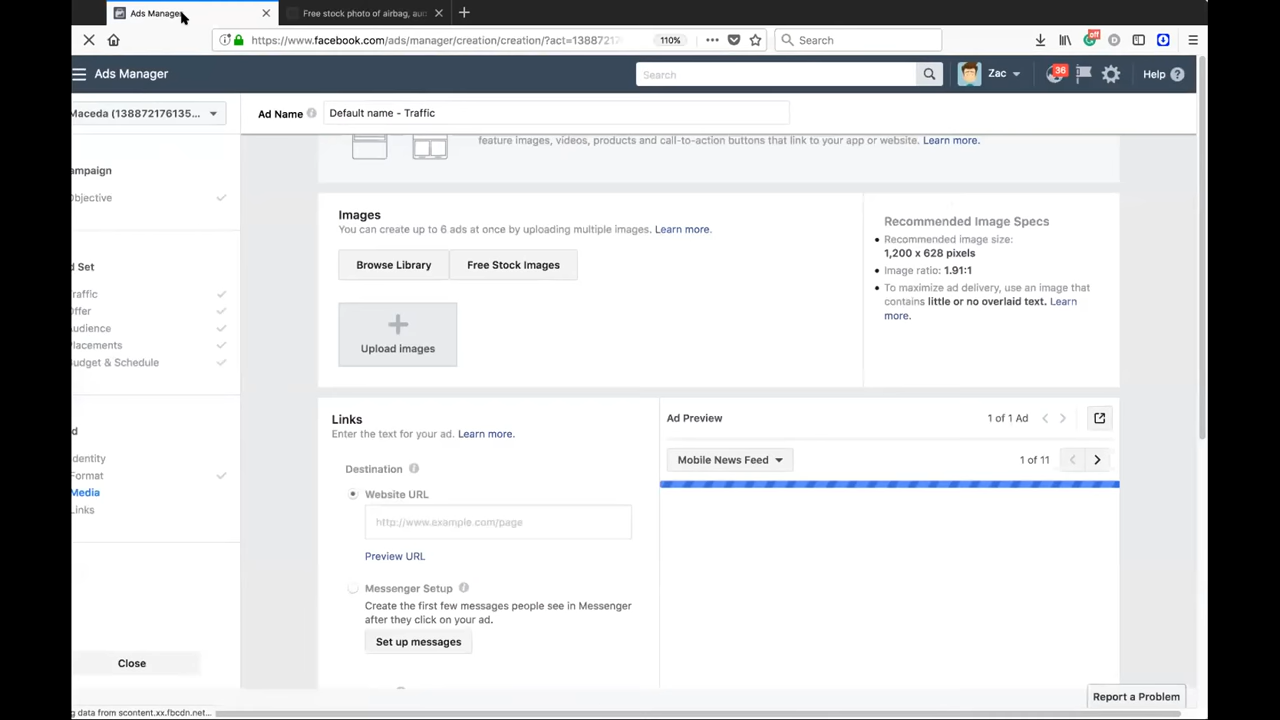 Ads Manager
Free stock photo of airbag, au
https://www.facebook.com/ads/manager/creation/creation/?act=1388721
110%
Search
off
Ads Manager
Search
Zac
36
Help
Maceda (138872176135...
Ad Name
Default name - Traffic
feature images, videos, products and call-to-action buttons that link to your app or website. Learn more.
ampaign
Objective
d Set
raffic
Offer
udience
lacements
udget & Schedule
d
dentity
ormat
Media
inks
Close
Images
You can create up to 6 ads at once by uploading multiple images. Learn more.
Browse Library
Free Stock Images
Upload images
Recommended Image Specs
Recommended image size:
1,200 x 628 pixels
Image ratio: 1.91:1
To maximize ad delivery, use an image that
contains little or no overlaid text. Learn
more.
Links
Enter the text for your ad. Learn more.
Destination
Website URL
http://www.example.com/page
Preview URL
Messenger Setup
Create the first few messages people see in Messenger
after they click on your ad.
Set up messages
Ad Preview
1 of 1 Ad
Mobile News Feed
1 of 11
Report a Problem
g data from scontent.xx.fbcdn.net...